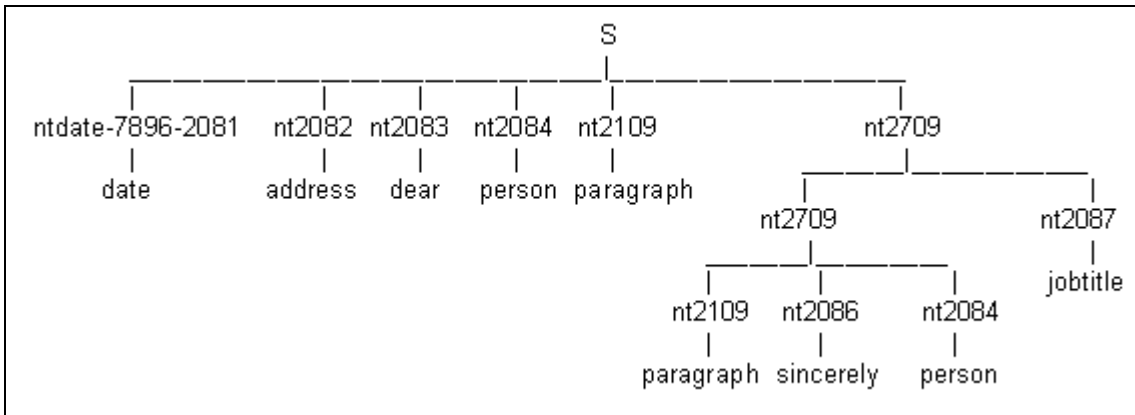 S
ntdate-7896-2081 nt2082 nt2083 nt2084 nt2109 nt2709
date address dear person paragraph
nt2709 nt2087
jobtitle
nt2109 nt2086 nt2084
paragraph sincerely person